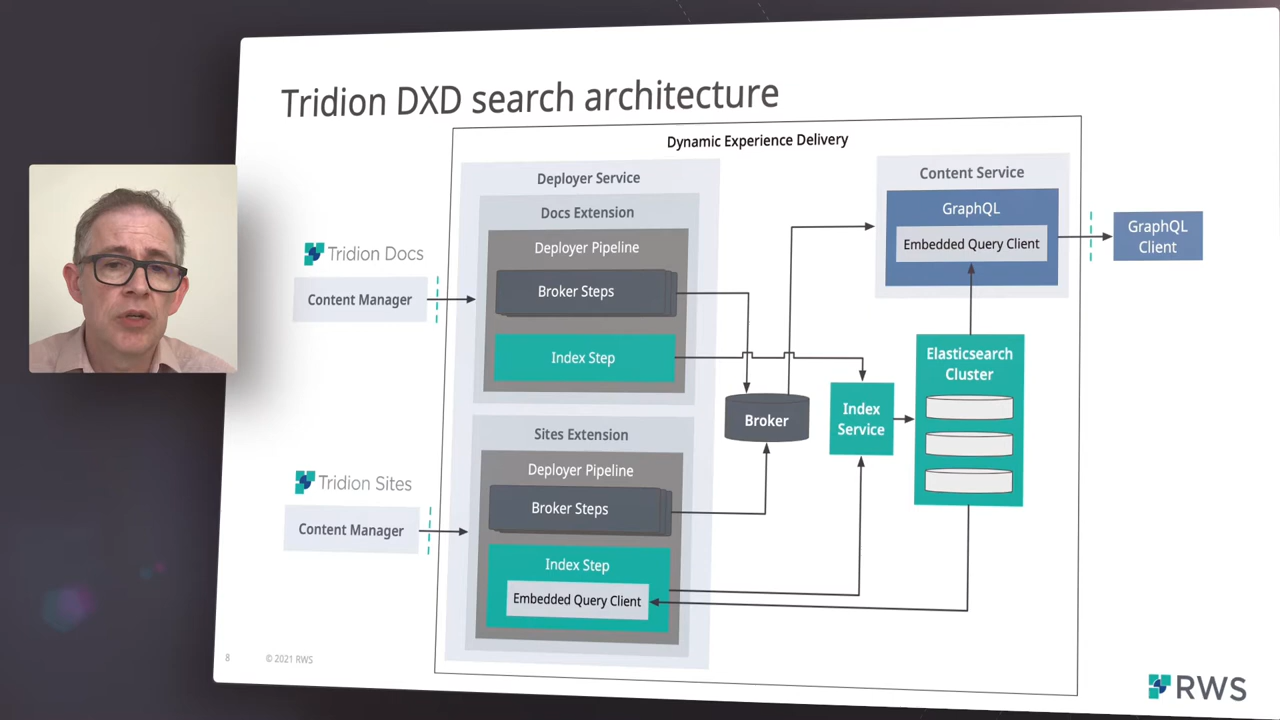 Tridion DXD search architecture
Dynamic Experience Delivery
Deployer Service
Docs Extension
Deployer Pipeline
Broker Steps
Index Step
Tridion Docs
Content Manager
Sites Extension
Deployer Pipeline
Broker Steps
Index Step
Embedded Query Client
Tridion Sites
Content Manager
Broker
Index
Service
Content Service
GraphQL
Embedded Query Client
Elasticsearch
Cluster
GraphQL
Client
8
© 2021 RWS
RWS